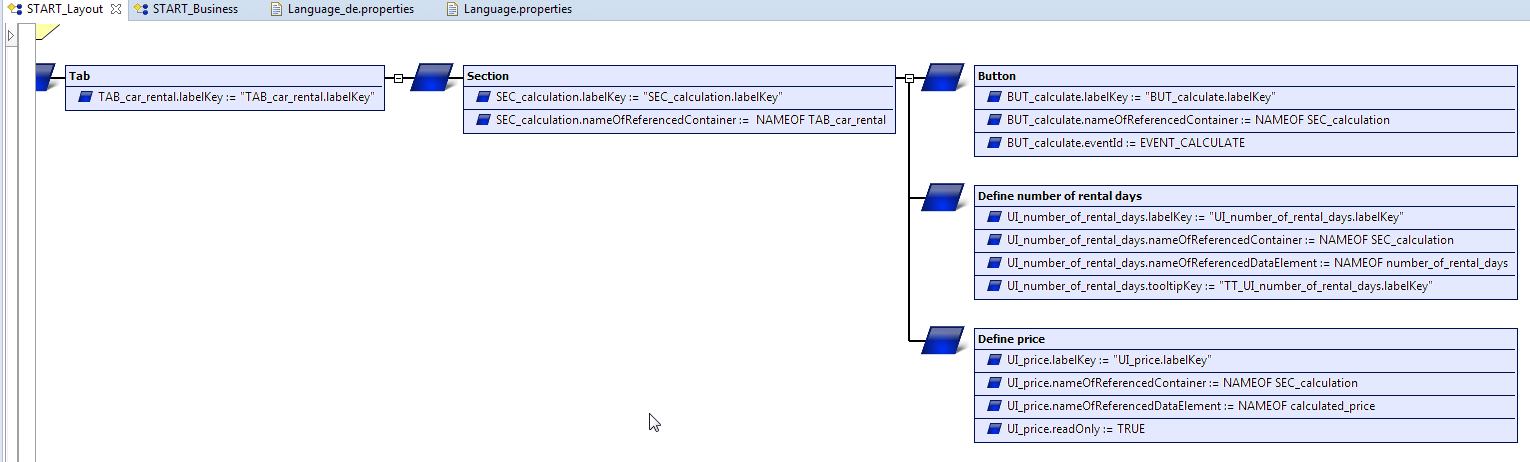 START_Layout
START_Business
Language_de.properties
Language.properties
Tab
TAB_car_rental.labelKey := "TAB_car_rental.labelKey"
Section
SEC_calculation.labelKey := "SEC_calculation.labelKey"
SEC_calculation.nameOfReferencedContainer := NAMEOF TAB_car_rental
Button
BUT_calculate.labelKey := "BUT_calculate.labelKey"
BUT_calculate.nameOfReferencedContainer := NAMEOF SEC_calculation
BUT_calculate.eventId := EVENT_CALCULATE
Define number of rental days
UI_number_of_rental_days.labelKey := "UI_number_of_rental_days.labelKey"
UI_number_of_rental_days.nameOfReferencedContainer := NAMEOF SEC_calculation
UI_number_of_rental_days.nameOfReferencedDataElement := NAMEOF number_of_rental_days
UI_number_of_rental_days.tooltipKey := "TT_UI_number_of_rental_days.labelKey"
Define price
UI_price.labelKey := "UI_price.labelKey"
UI_price.nameOfReferencedContainer := NAMEOF SEC_calculation
UI_price.nameOfReferencedDataElement := NAMEOF calculated_price
UI_price.readOnly := TRUE